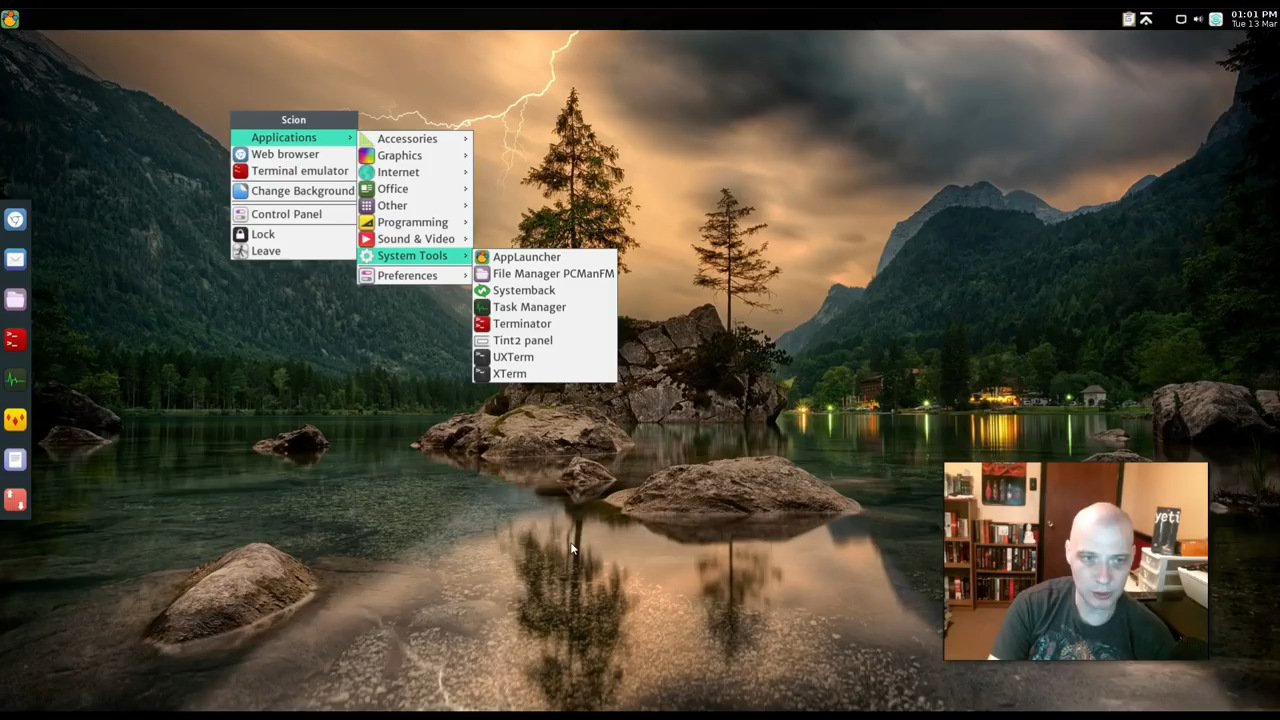 01:01 PM
Tue 13 Mar
Scion
Applications
Web browser
Terminal emulator
Change Background
Control Panel
Lock
Leave
Accessories
Graphics
Internet
Office
Other
Programming
Sound & Video
System Tools
Preferences
AppLauncher
File Manager PCManFM
Systemback
Task Manager
Terminator
Tint2 panel
UXTerm
XTerm
yeti